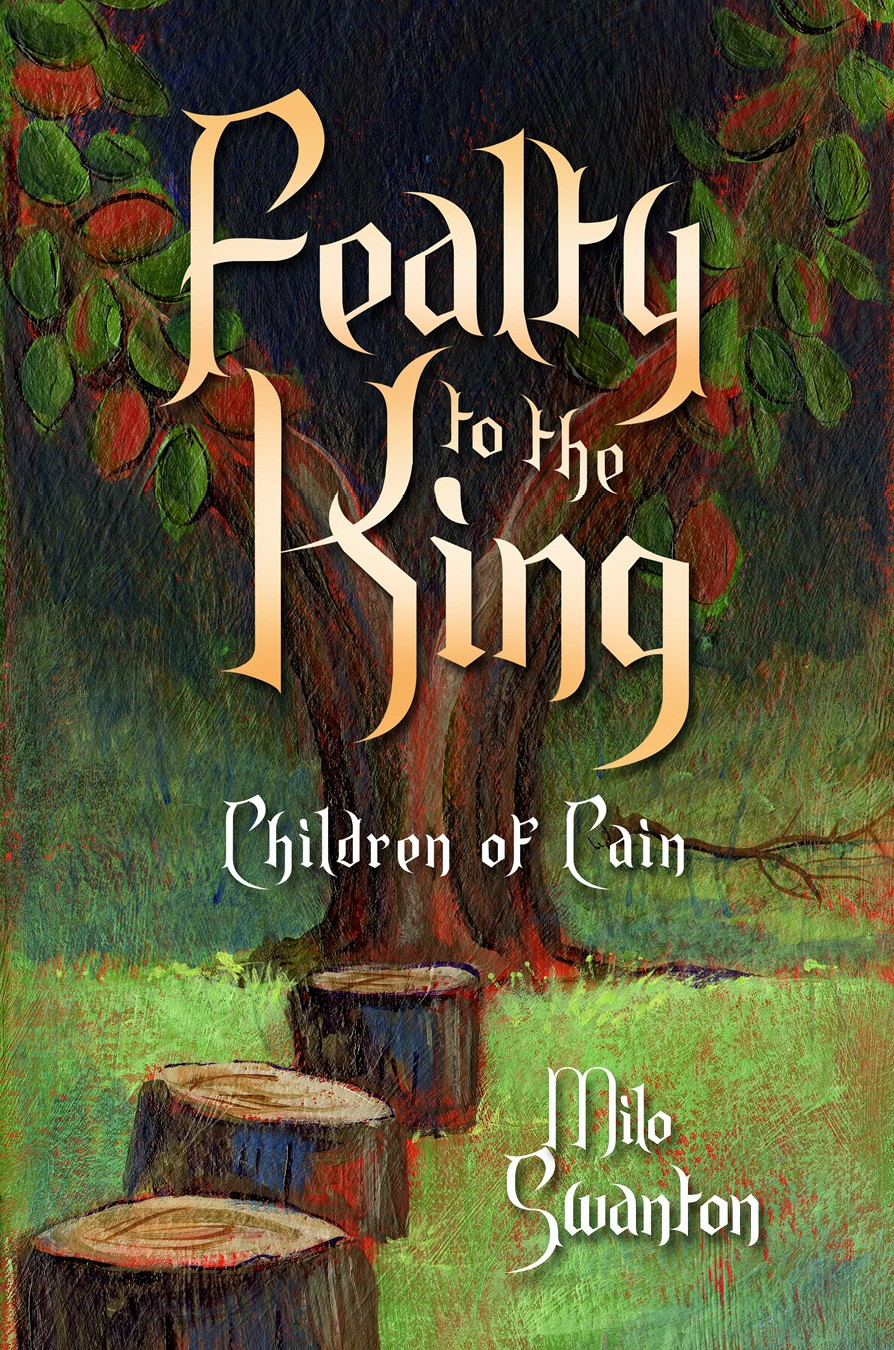 Fealty
to the
King
Children of Cain
Milo
Swanton